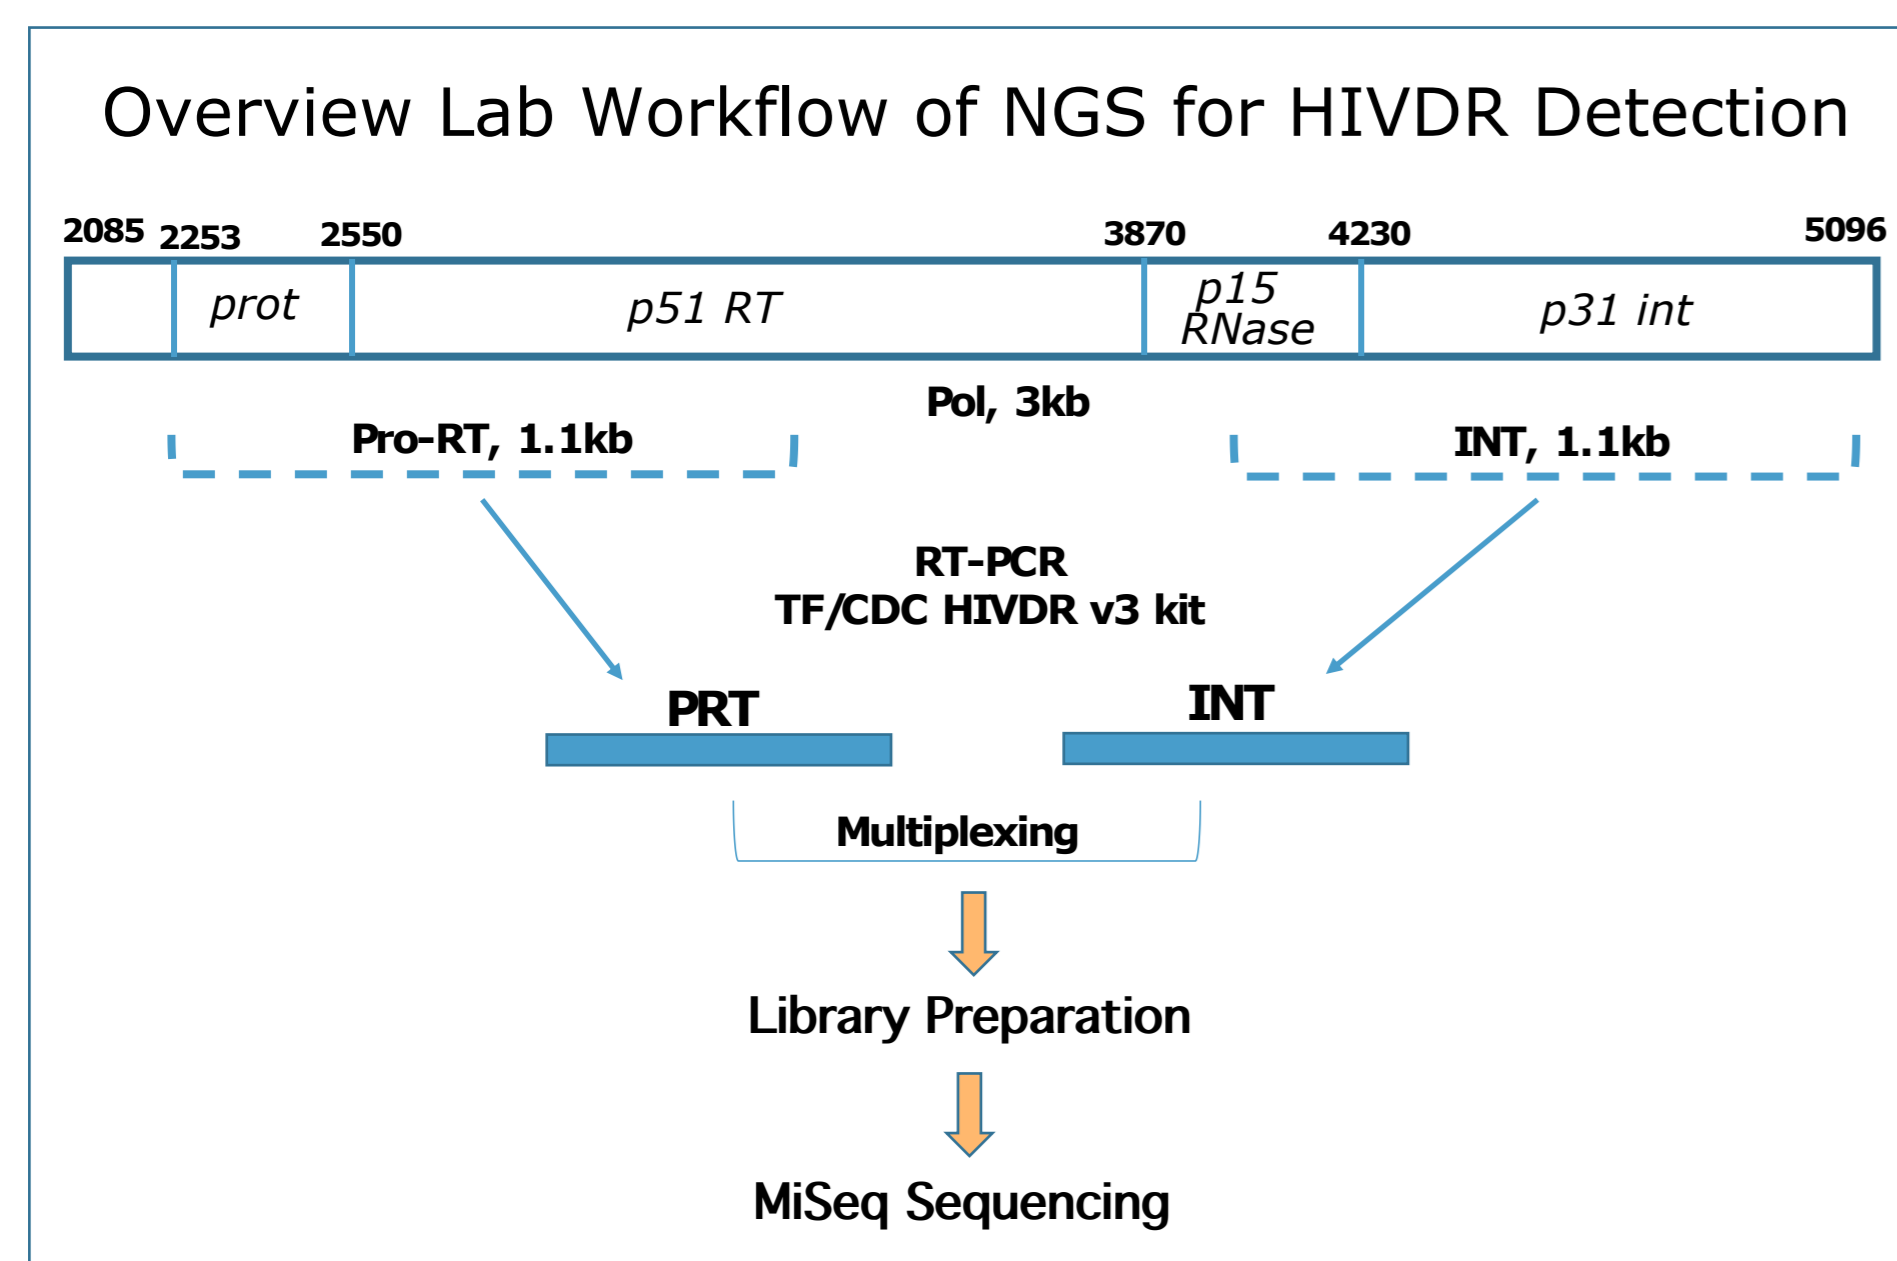 Overview Lab Workflow of NGS for HIVDR Detection
2085 2253 2550 3870 4230 5096
prot p51 RT p15 RNase p31 int
Pol, 3kb
Pro-RT, 1.1kb INT, 1.1kb
RT-PCR
TF/CDC HIVDR v3 kit
PRT INT
Multiplexing
Library Preparation
MiSeq Sequencing